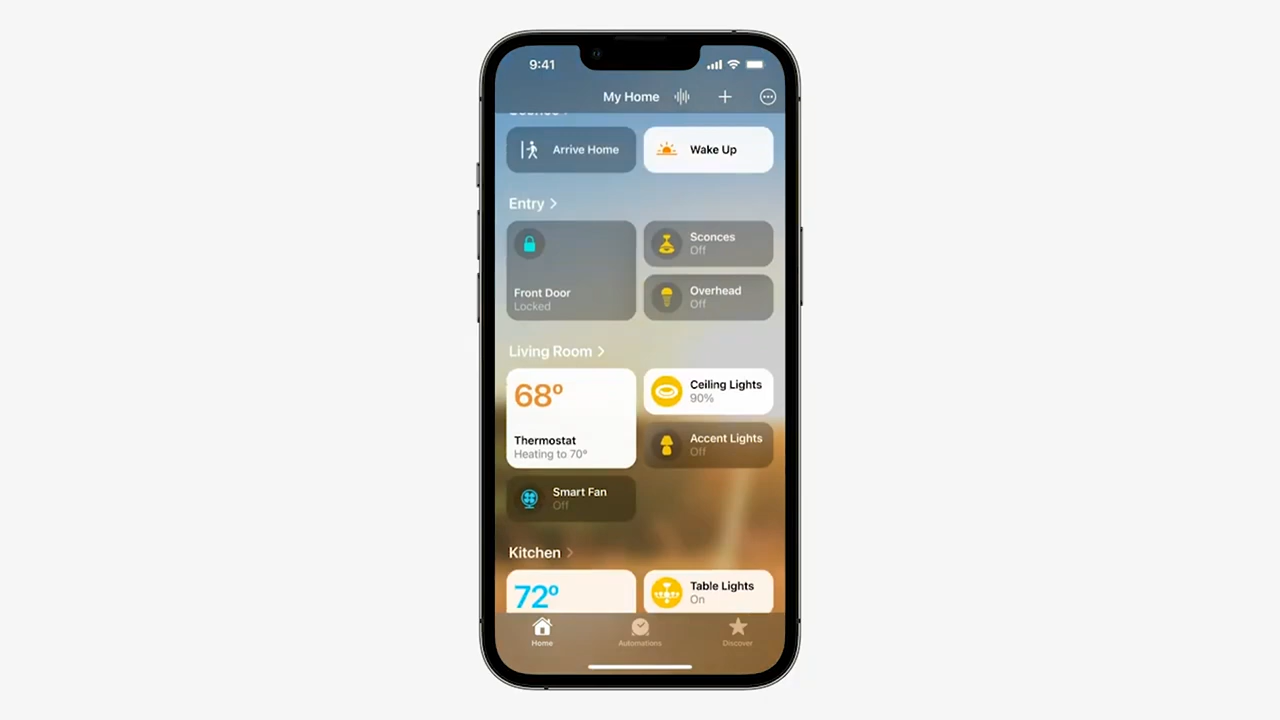 9:41
My Home
Arrive Home
Wake Up
Entry >
Front Door
Locked
Sconces
Off
Overhead
Off
Living Room >
68°
Thermostat
Heating to 70°
Ceiling Lights
90%
Accent Lights
Off
Smart Fan
Off
Kitchen >
72°
Table Lights
On
Home
Automations
Discover